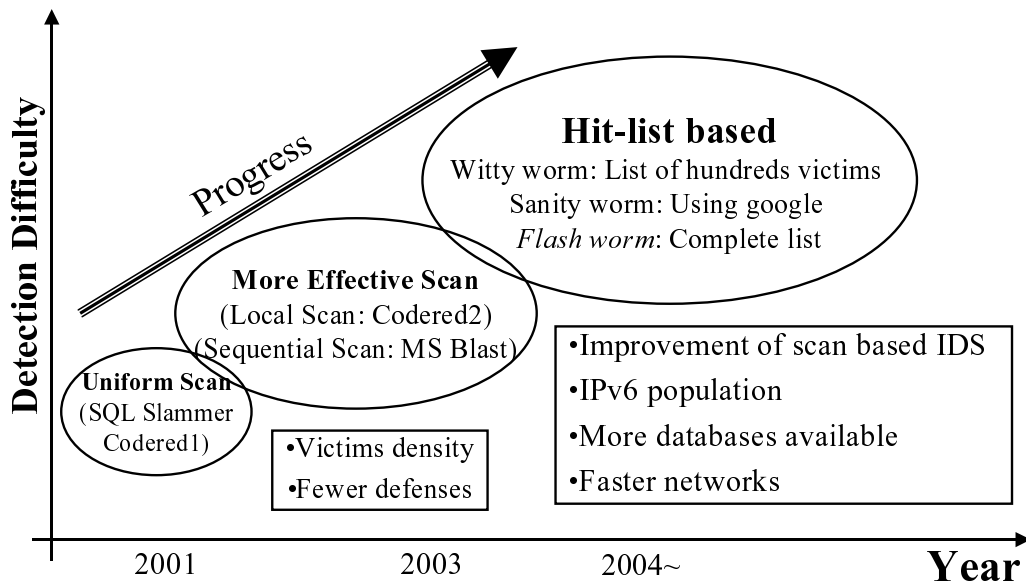 Detection Difficulty
Progress
Hit-list based
Witty worm: List of hundreds victims
Sanity worm: Using google
Flash worm: Complete list
More Effective Scan
(Local Scan: Codered2)
(Sequential Scan: MS Blast)
Uniform Scan
(SQL Slammer
Codered1)
•Victims density
•Fewer defenses
•Improvement of scan based IDS
•IPv6 population
•More databases available
•Faster networks
2001
2003
2004~
Year